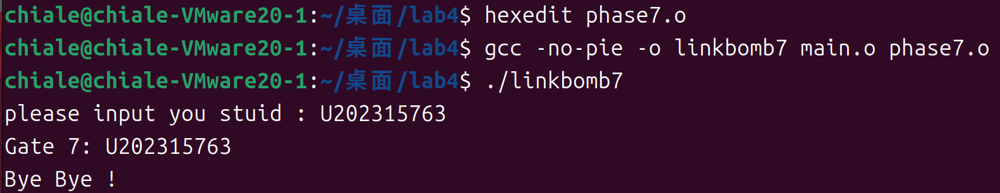 chiale@chiale-VMware20-1:~/桌面/lab4$ hexedit phase7.o
chiale@chiale-VMware20-1:~/桌面/lab4$ gcc -no-pie -o linkbomb7 main.o phase7.o
chiale@chiale-VMware20-1:~/桌面/lab4$ ./linkbomb7
please input you stuid : U202315763
Gate 7: U202315763
Bye Bye !